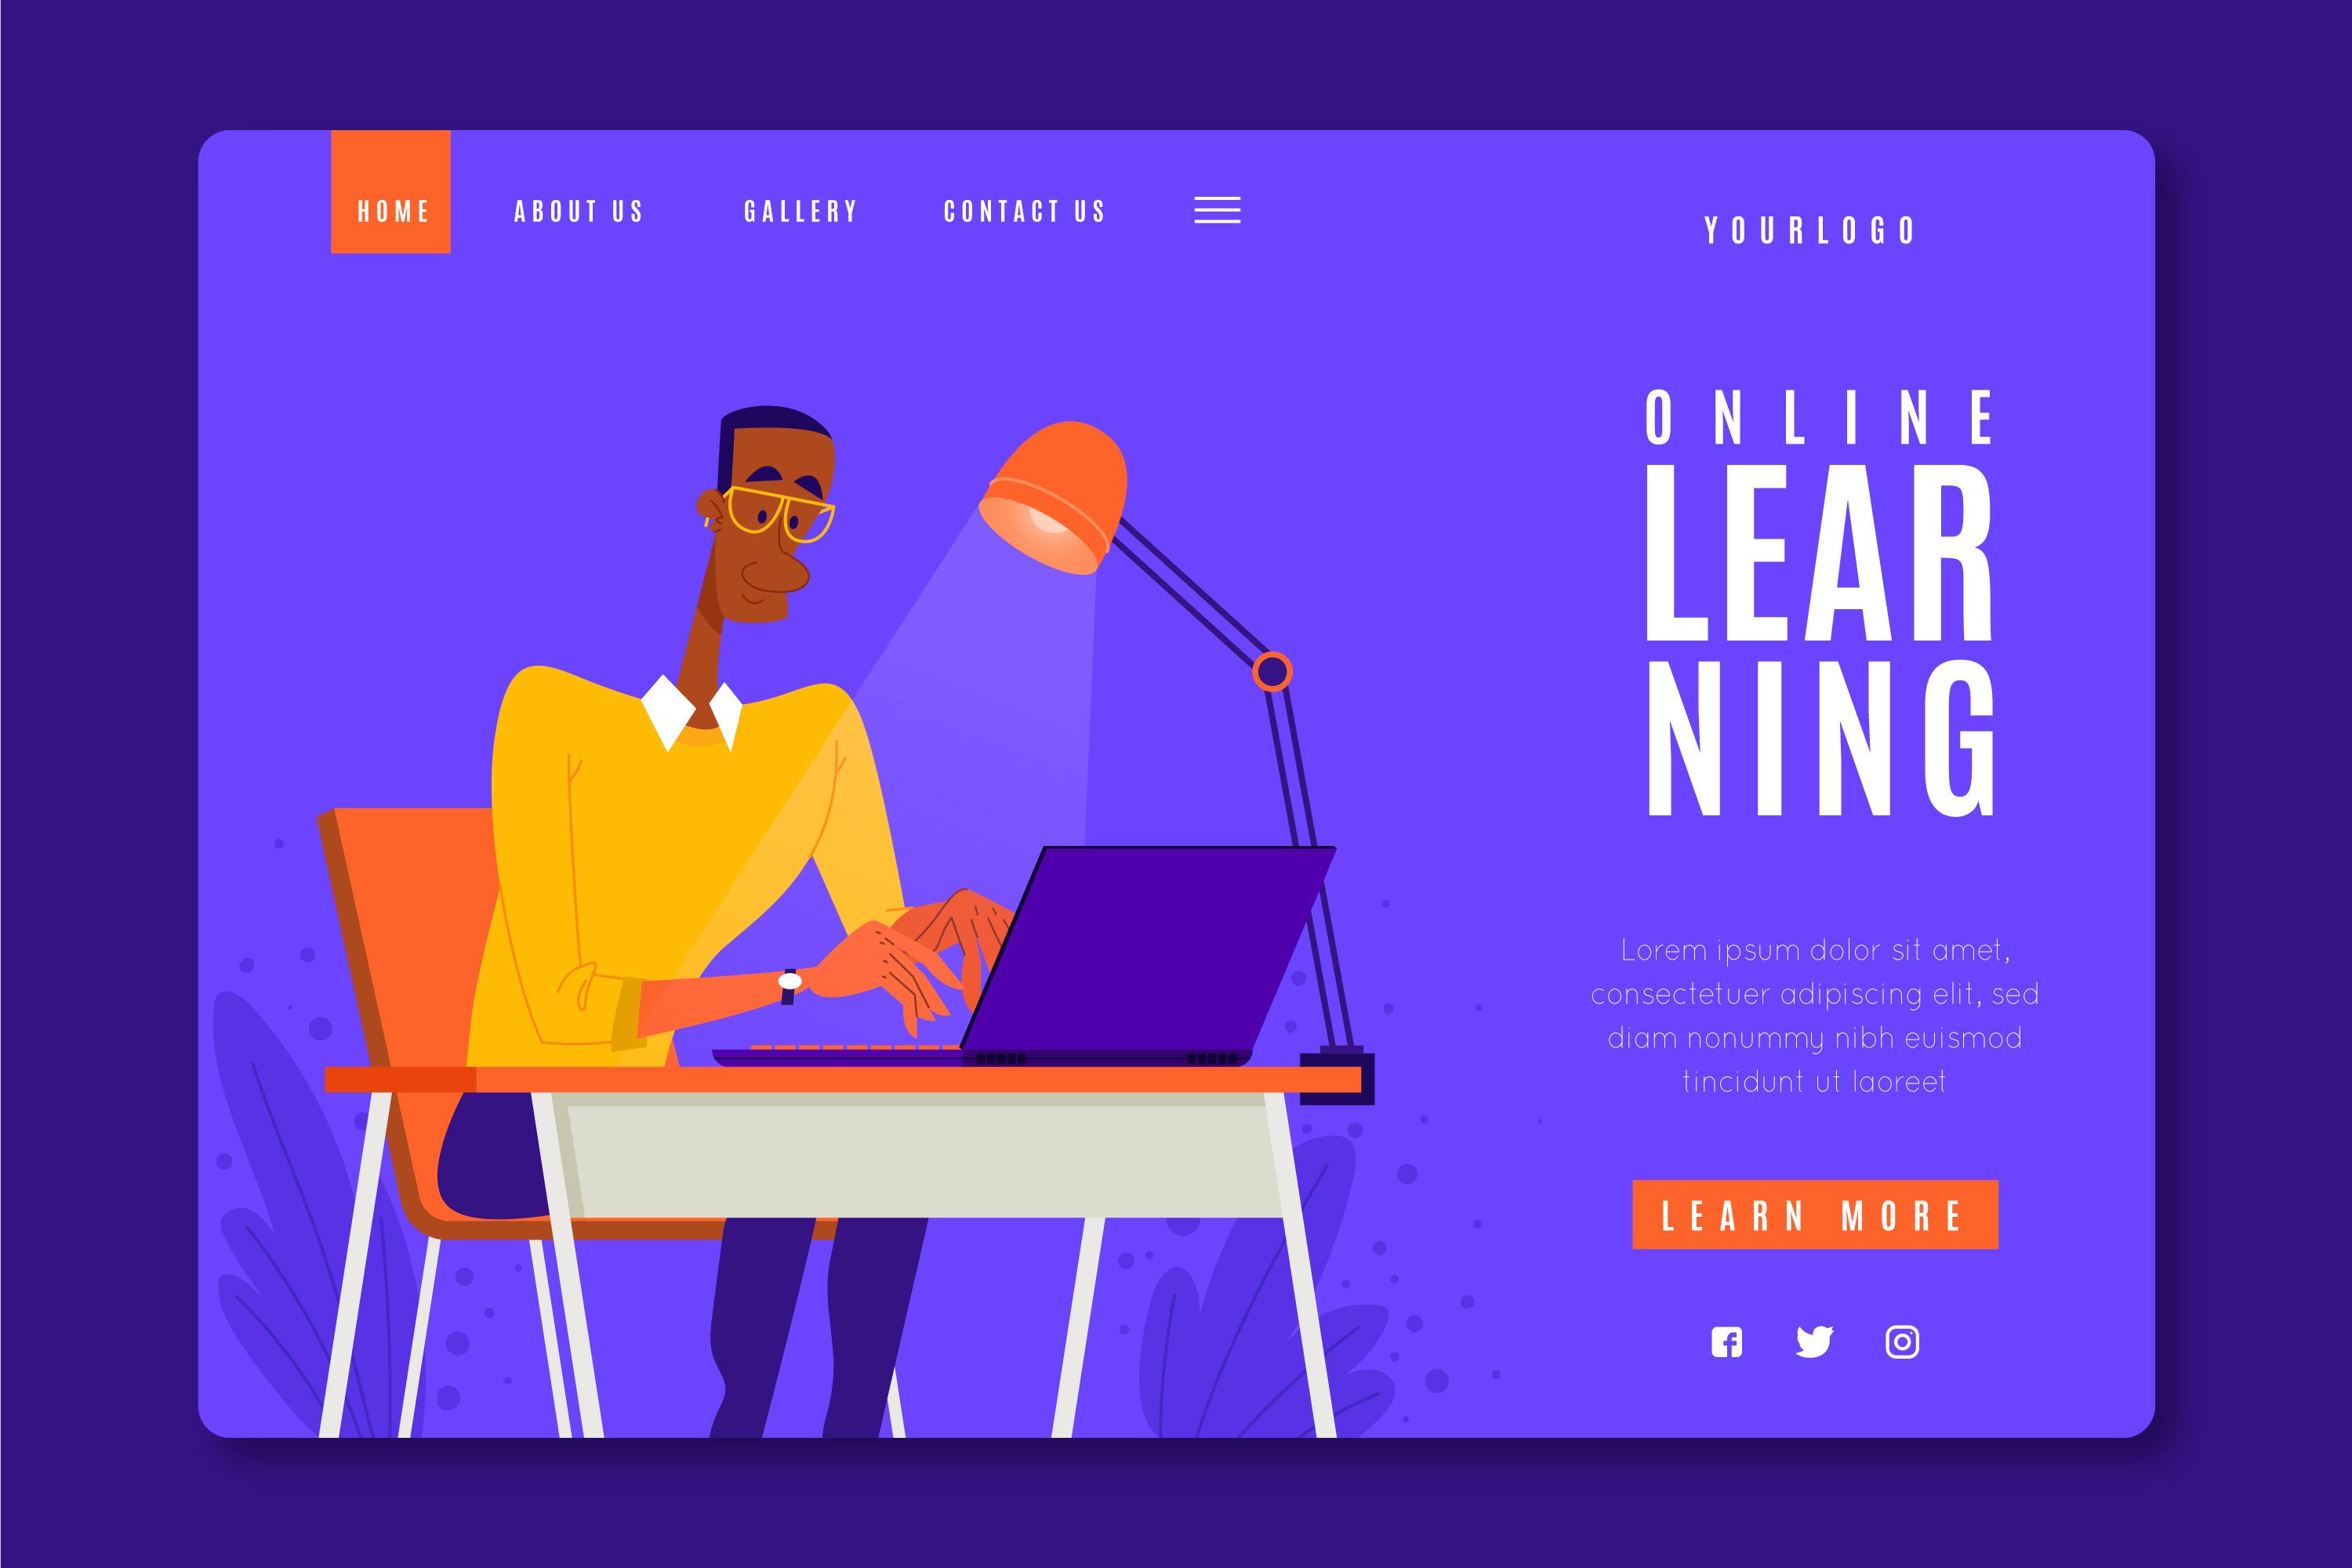 HOME ABOUT US GALLERY CONTACT US
YOURLOGO
ONLINE
LEAR
NING
Lorem ipsum dolor sit amet,
consectetuer adipiscing elit, sed
diam nonummy nibh euismod
tincidunt ut laoreet
LEARN MORE